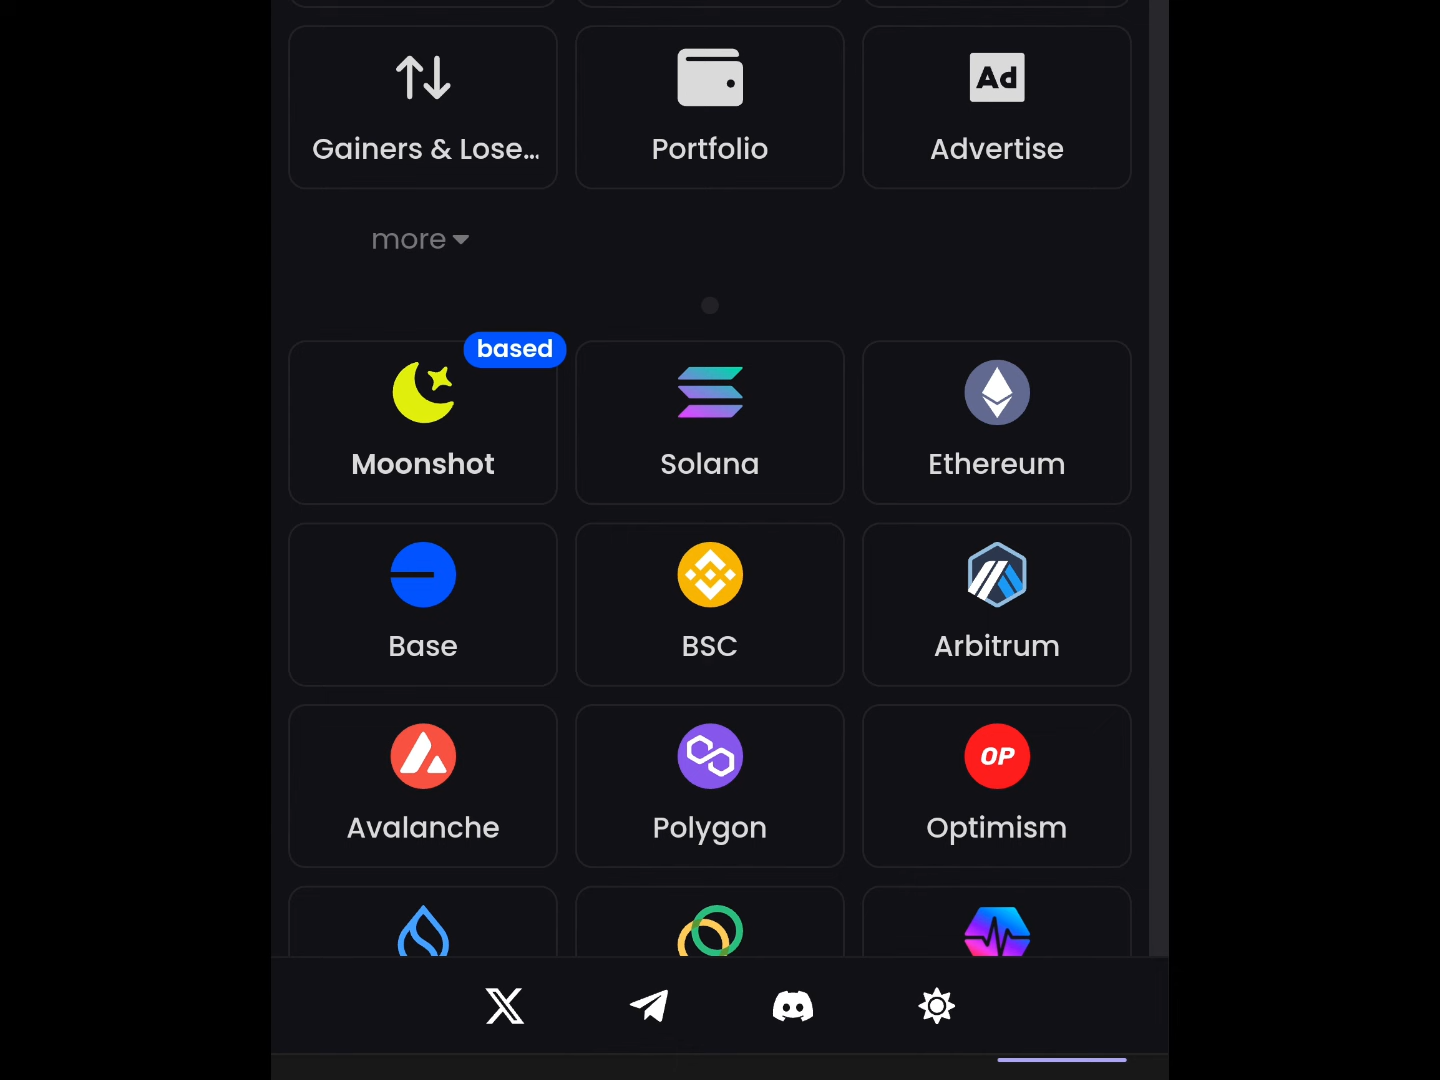 Gainers & Lose...
Portfolio
Ad
Advertise
more
based
Moonshot
Solana
Ethereum
Base
BSC
Arbitrum
Avalanche
Polygon
OP
Optimism